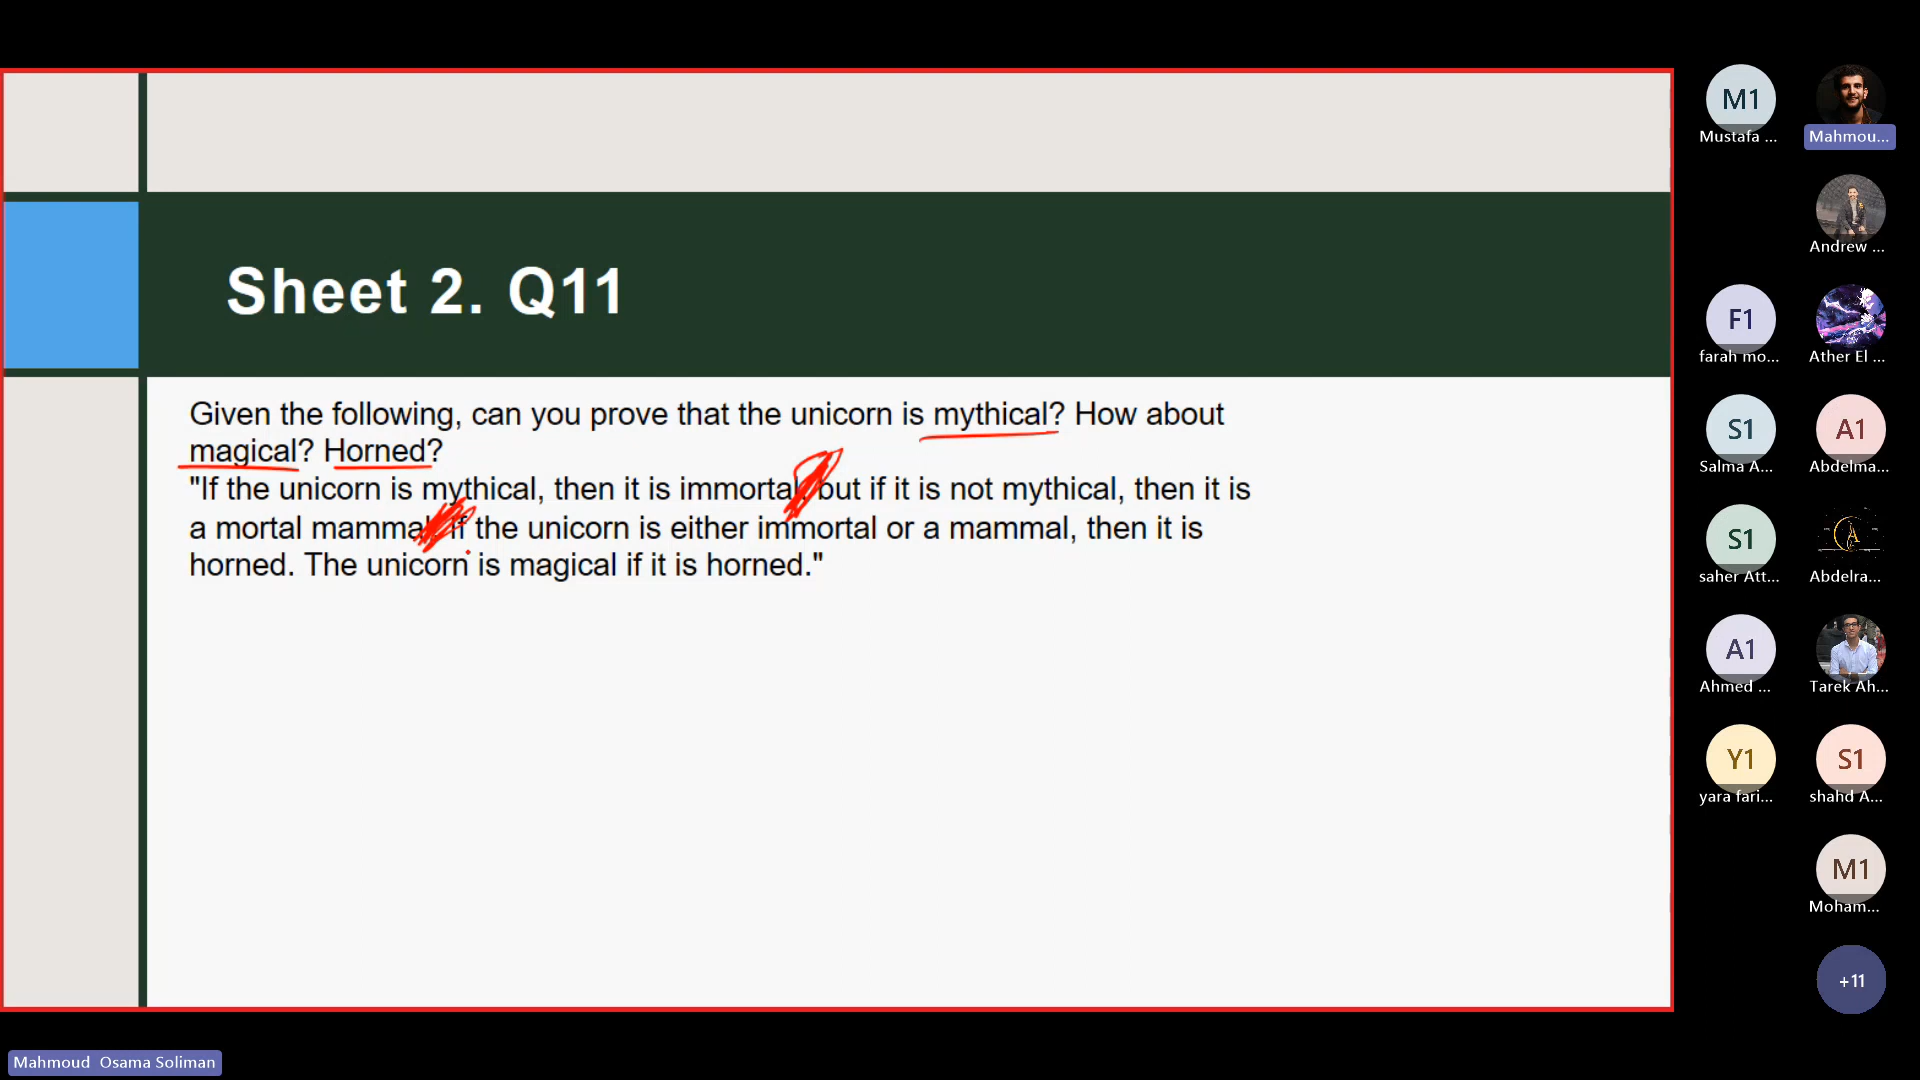 Sheet 2. Q11
Given the following, can you prove that the unicorn is mythical? How about
magical? Horned?
"If the unicorn is mythical, then it is immortal, but if it is not mythical, then it is
a mortal mammal. If the unicorn is either immortal or a mammal, then it is
horned. The unicorn is magical if it is horned."
M1
Mustafa ...
Mahmou...
Andrew ...
F1
farah mo...
Ather El ...
S1
Salma A...
A1
Abdelma...
S1
saher Att...
Abdelra...
A1
Ahmed ...
Tarek Ah...
Y1
yara fari...
S1
shahd A...
M1
Moham...
+11
Mahmoud Osama Soliman